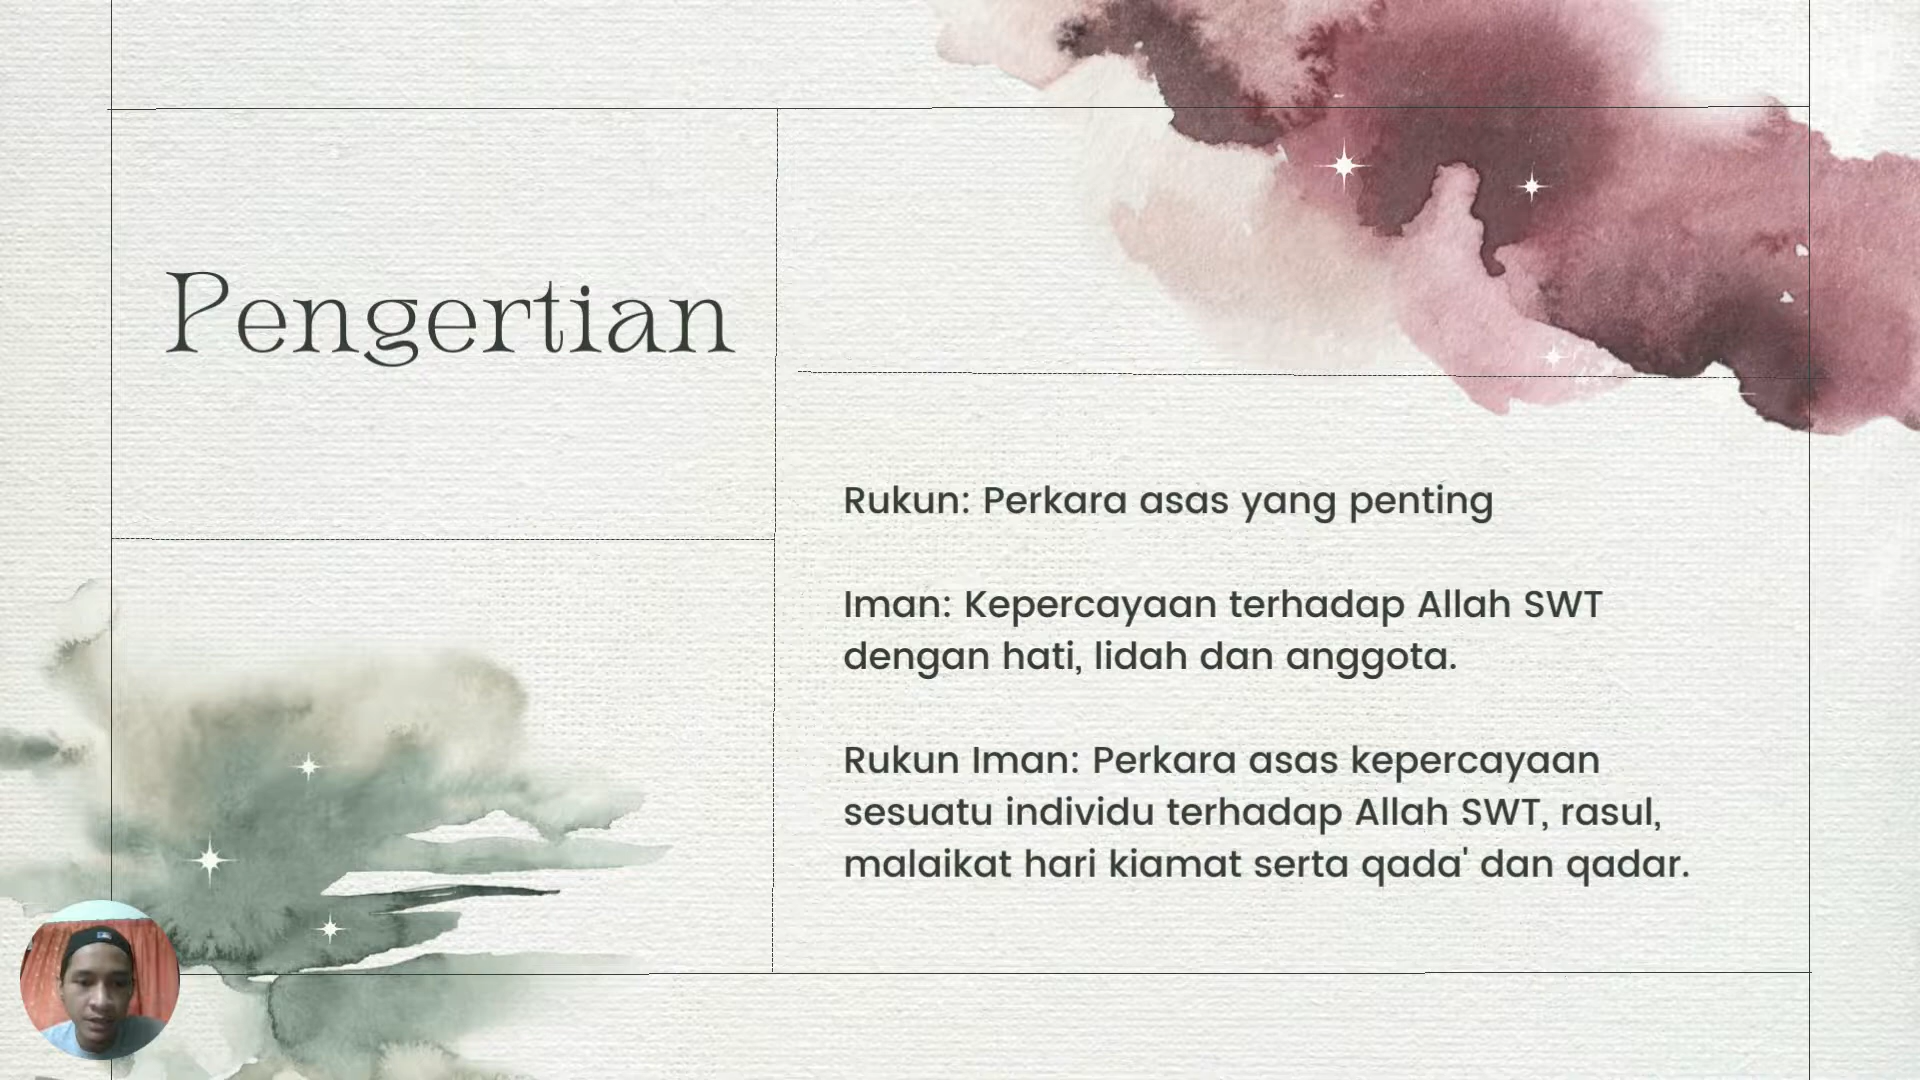 Pengertian
Rukun: Perkara asas yang penting
Iman: Kepercayaan terhadap Allah SWT
dengan hati, lidah dan anggota.
Rukun Iman: Perkara asas kepercayaan
sesuatu individu terhadap Allah SWT, rasul,
malaikat hari kiamat serta qada' dan qadar.